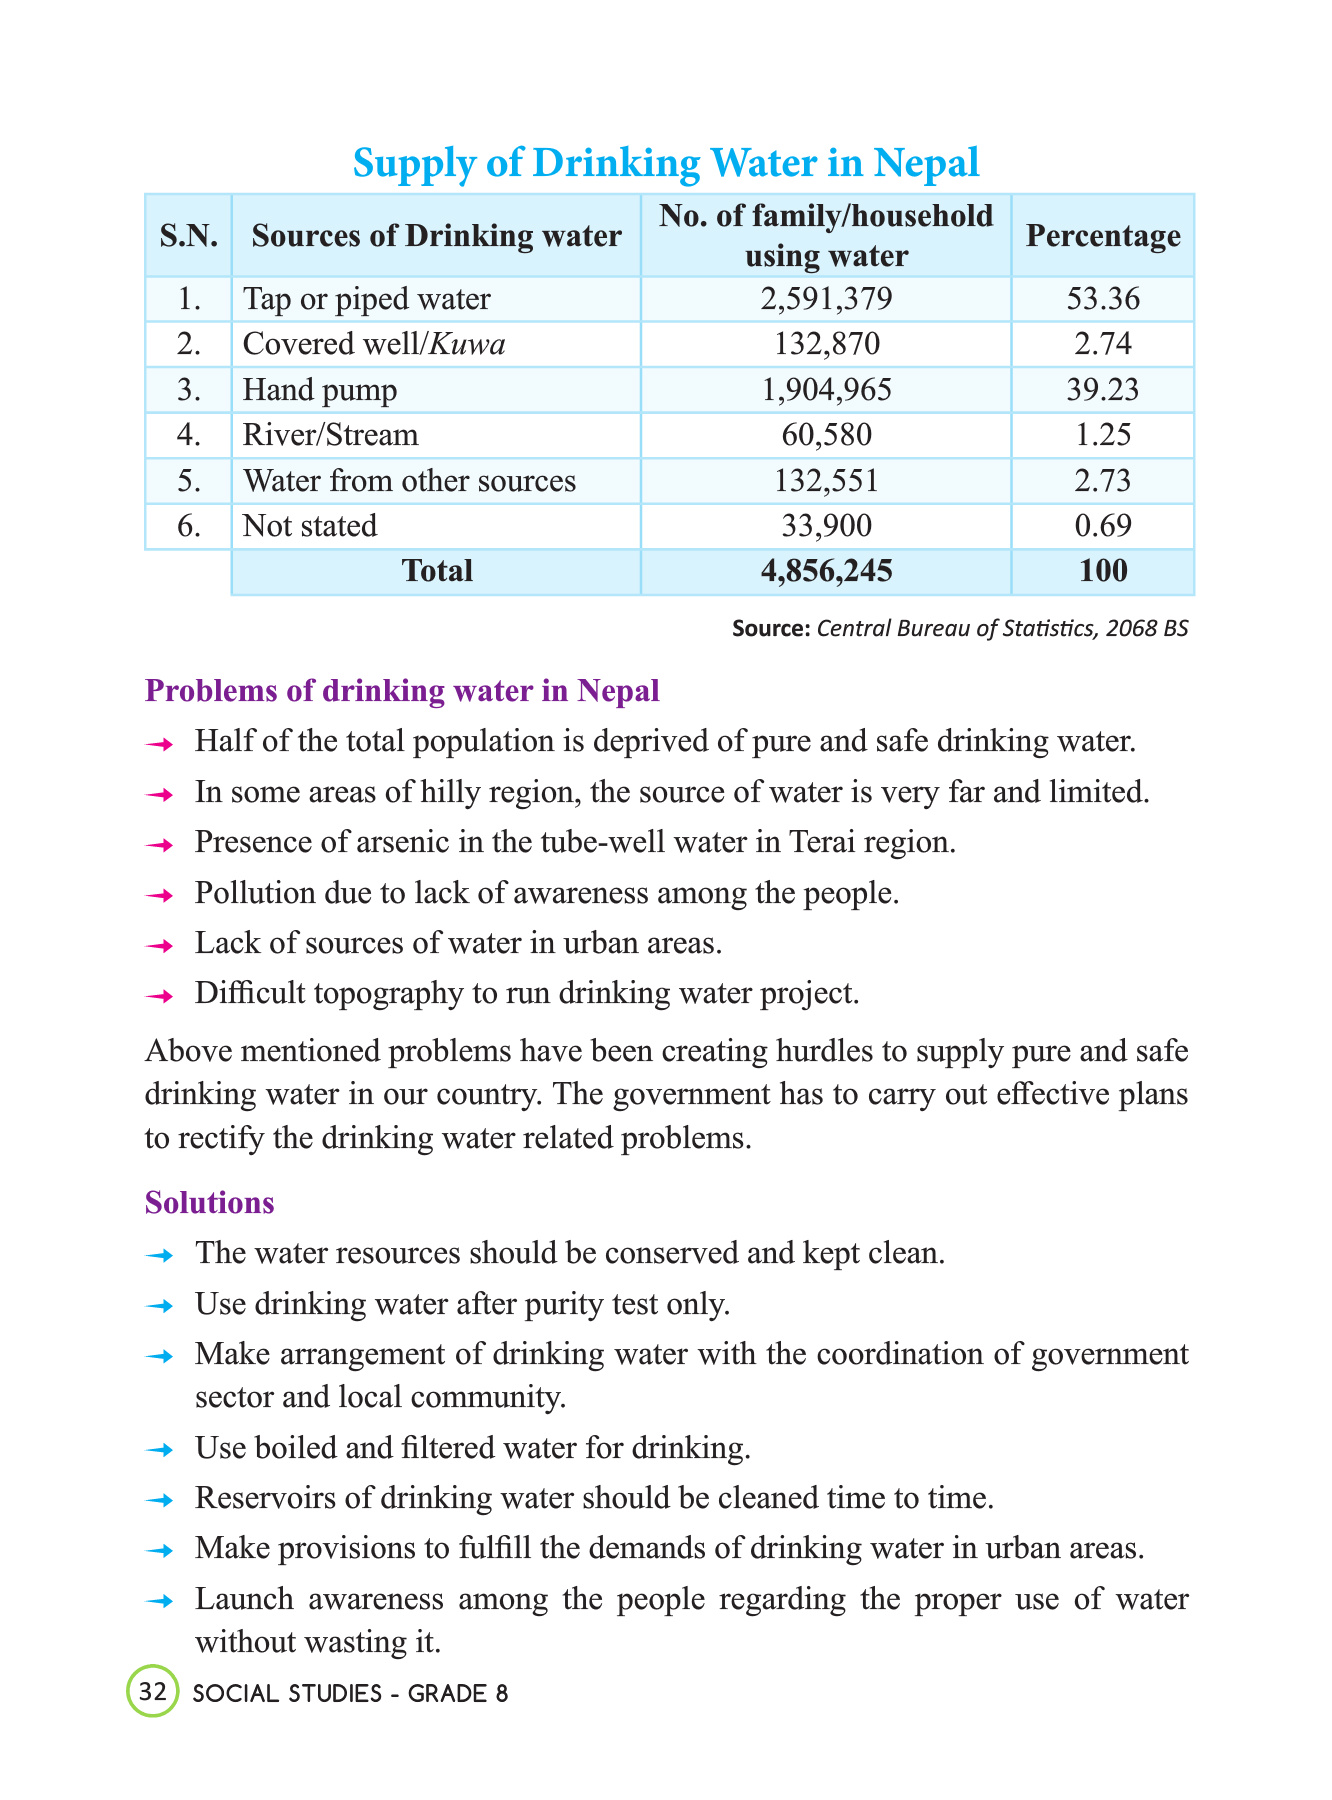 Supply of Drinking Water in Nepal
S.N. Sources of Drinking water No. of family/household using water Percentage
1. Tap or piped water 2,591,379 53.36
2. Covered well/Kuwa 132,870 2.74
3. Hand pump 1,904,965 39.23
4. River/Stream 60,580 1.25
5. Water from other sources 132,551 2.73
6. Not stated 33,900 0.69
Total 4,856,245 100
Source: Central Bureau of Statistics, 2068 BS
Problems of drinking water in Nepal
Half of the total population is deprived of pure and safe drinking water.
In some areas of hilly region, the source of water is very far and limited.
Presence of arsenic in the tube-well water in Terai region.
Pollution due to lack of awareness among the people.
Lack of sources of water in urban areas.
Difficult topography to run drinking water project.
Above mentioned problems have been creating hurdles to supply pure and safe
drinking water in our country. The government has to carry out effective plans
to rectify the drinking water related problems.
Solutions
The water resources should be conserved and kept clean.
Use drinking water after purity test only.
Make arrangement of drinking water with the coordination of government
sector and local community.
Use boiled and filtered water for drinking.
Reservoirs of drinking water should be cleaned time to time.
Make provisions to fulfill the demands of drinking water in urban areas.
Launch awareness among the people regarding the proper use of water
without wasting it.
32 SOCIAL STUDIES - GRADE 8